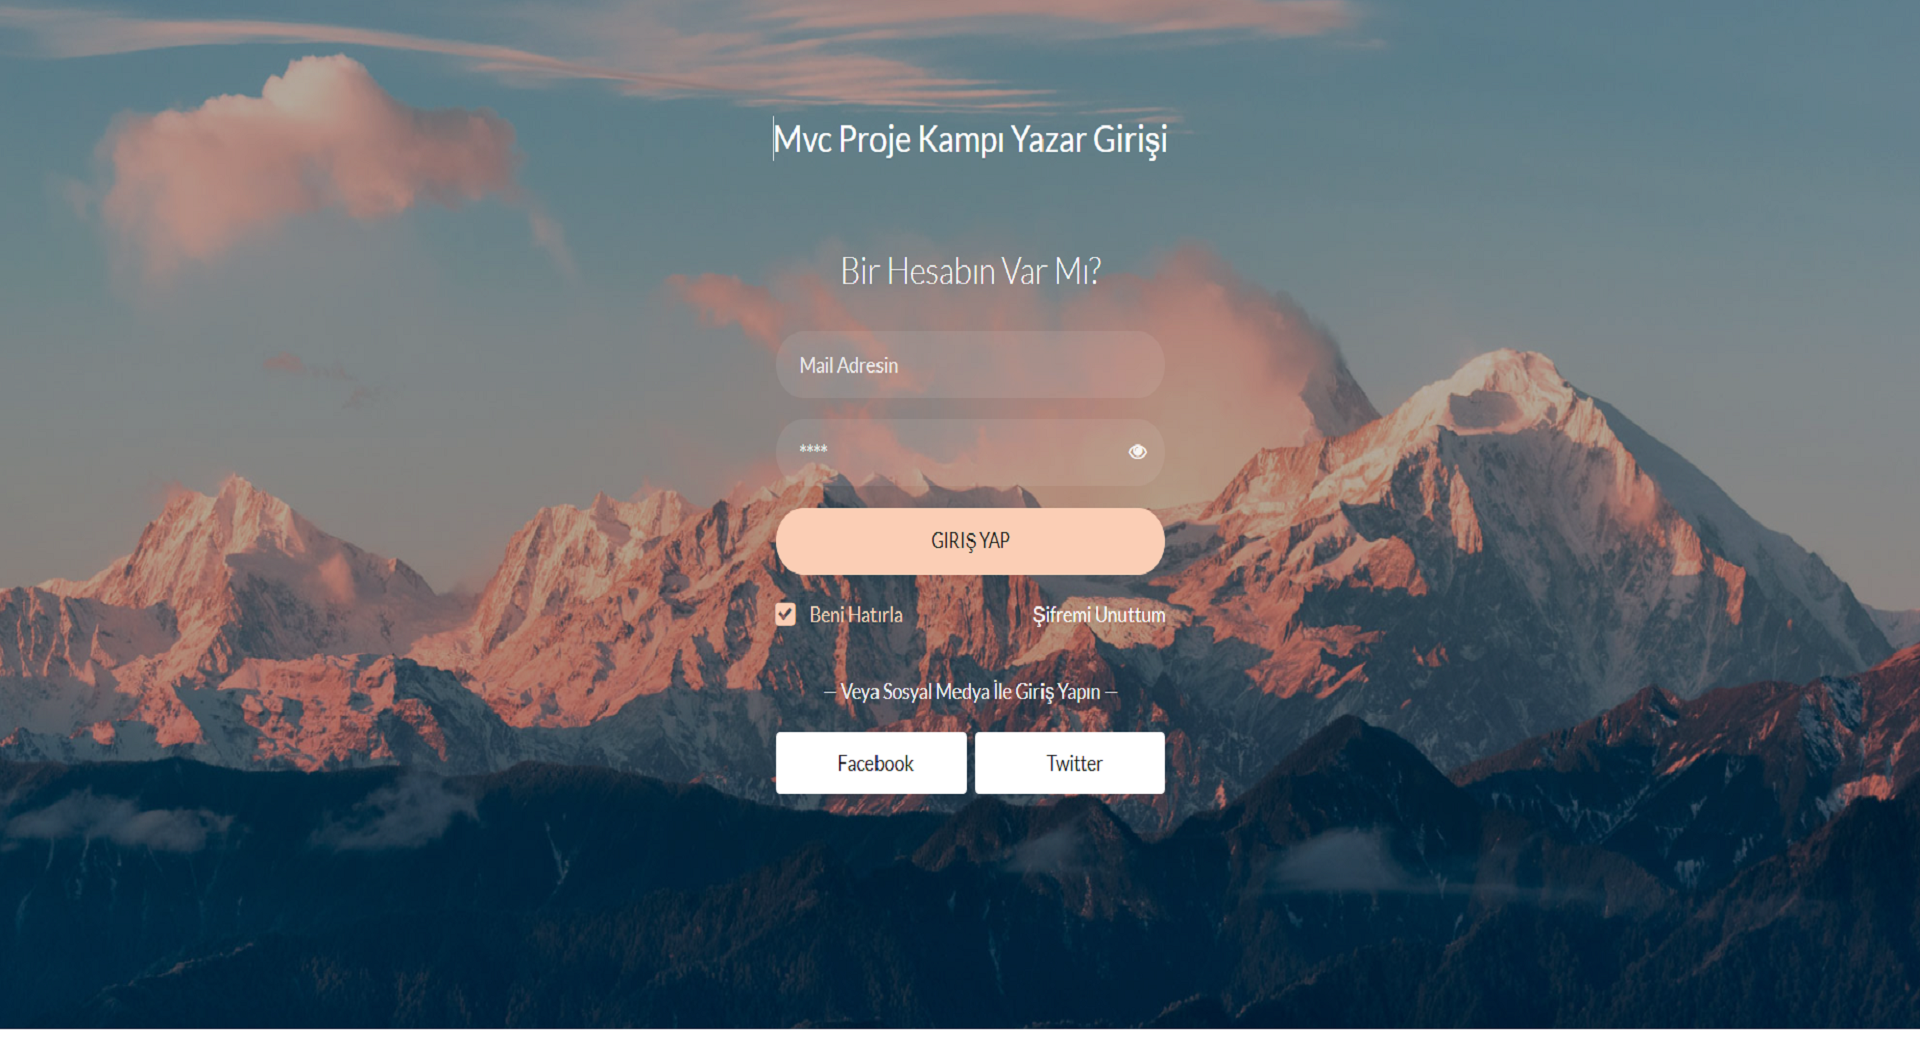 Mvc Proje Kampı Yazar Girişi
Bir Hesabın Var Mı?
Mail Adresin
****
GIRIŞ YAP
Beni Hatırla Şifremi Unuttum
— Veya Sosyal Medya İle Giriş Yapın —
Facebook Twitter